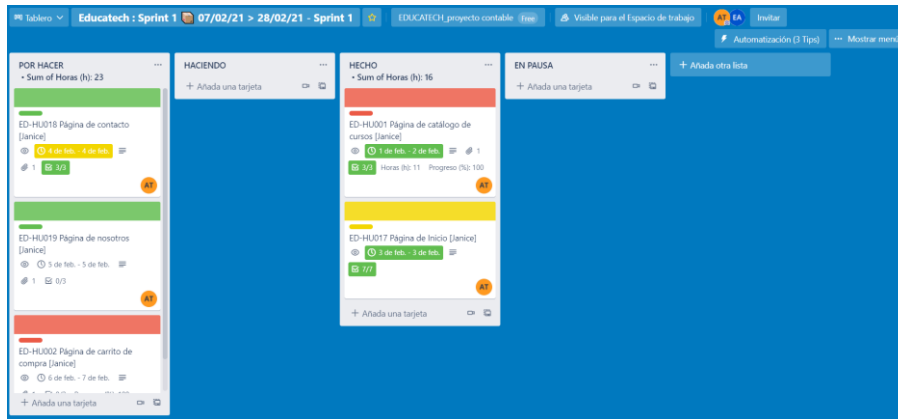 Tablero
Educatech : Sprint 1 07/02/21 > 28/02/21 - Sprint 1
EDUCATECH_proyecto contable Free
Visible para el Espacio de trabajo
AT EA
Invitar
Automatización (3 Tips)
Mostrar menú
POR HACER
• Sum of Horas (h): 23
ED-HU018 Página de contacto
[Janice]
4 de feb. - 4 de feb.
1 3/3
AT
ED-HU019 Página de nosotros
[Janice]
5 de feb. - 5 de feb.
1 0/3
AT
ED-HU002 Página de carrito de
compra [Janice]
6 de feb. - 7 de feb.
+ Añada una tarjeta
HACIENDO
+ Añada una tarjeta
HECHO
• Sum of Horas (h): 16
ED-HU001 Página de catálogo de
cursos [Janice]
1 de feb. - 2 de feb. 1
3/3 Horas (h): 11 Progreso (%): 100
AT
ED-HU017 Página de Inicio [Janice]
3 de feb. - 3 de feb.
7/7
AT
+ Añada una tarjeta
EN PAUSA
+ Añada una tarjeta
+ Añada otra lista